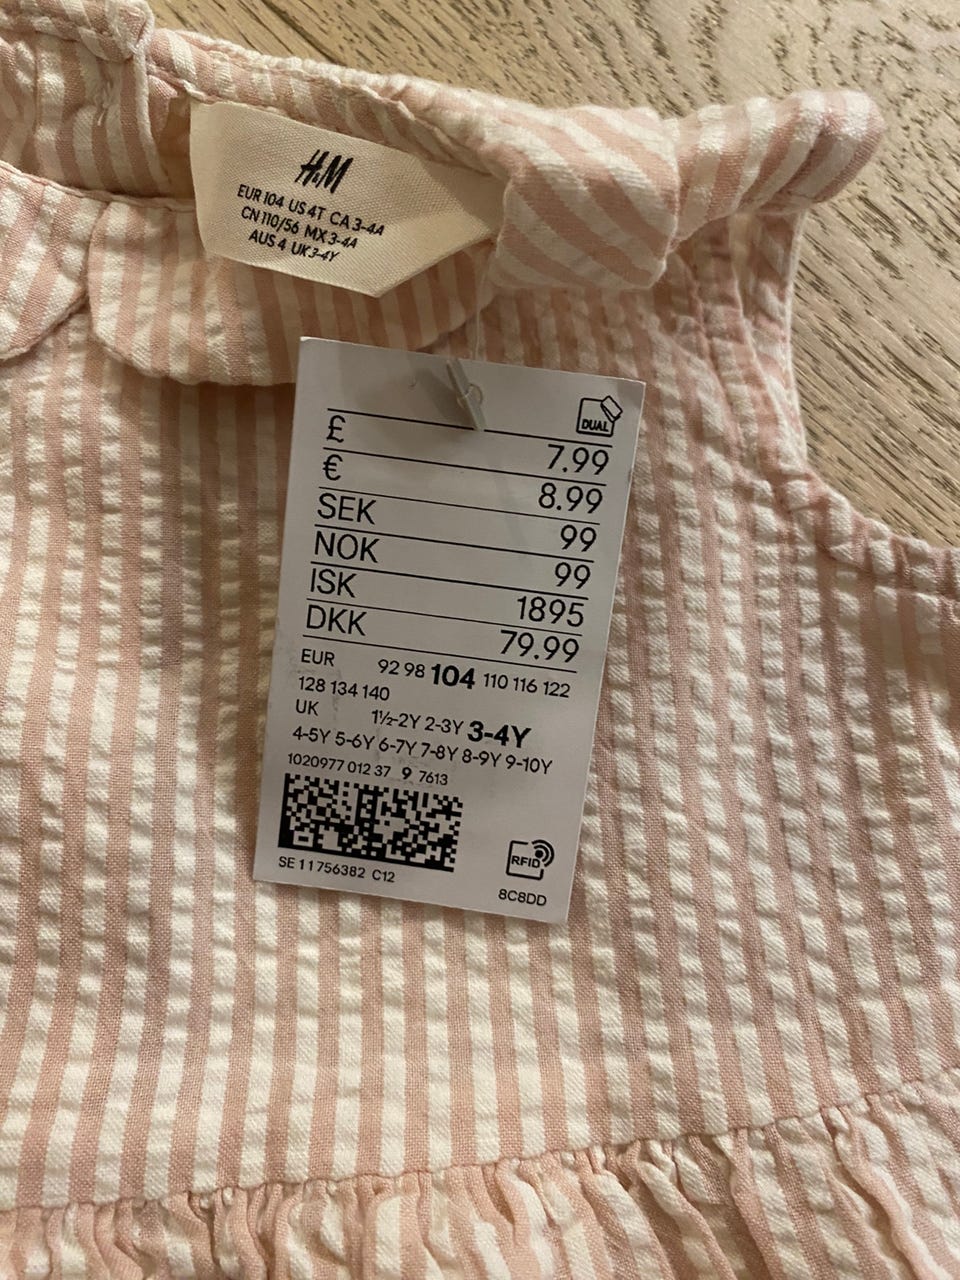 H&M
EUR 104 US 4T CA 3-4A
CN 110/56 MX 3-4A
AUS 4 UK 3-4Y
DUAL
£ 7.99
€ 8.99
SEK 99
NOK 99
ISK 1895
DKK 79.99
EUR 92 98 104 110 116 122
128 134 140
UK 1½-2Y 2-3Y 3-4Y
4-5Y 5-6Y 6-7Y 7-8Y 8-9Y 9-10Y
1020977 012 37 9 7613
RFID
SE 11756382 C12
8C8DD